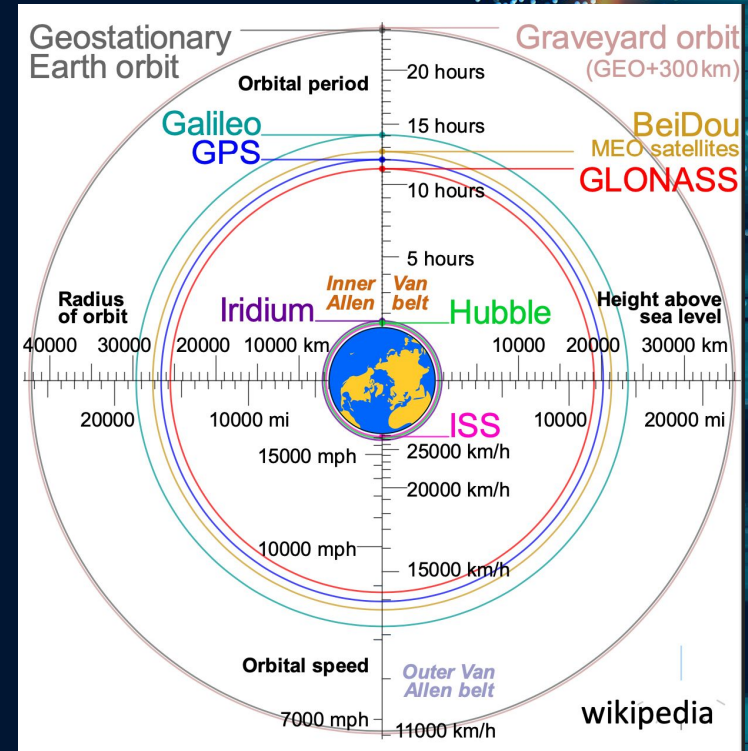 Geostationary
Earth orbit
Graveyard orbit
(GEO+300km)
Orbital period
20 hours
Galileo
15 hours
BeiDou
MEO satellites
GPS
GLONASS
10 hours
5 hours
Inner Van
Allen belt
Radius
of orbit
Iridium
Hubble
Height above
sea level
40000 30000 20000 10000 km
10000 20000 30000 km
20000 10000 mi
10000 20000 mi
ISS
15000 mph
25000 km/h
20000 km/h
10000 mph
15000 km/h
Orbital speed
Outer Van
Allen belt
7000 mph
11000 km/h
wikipedia